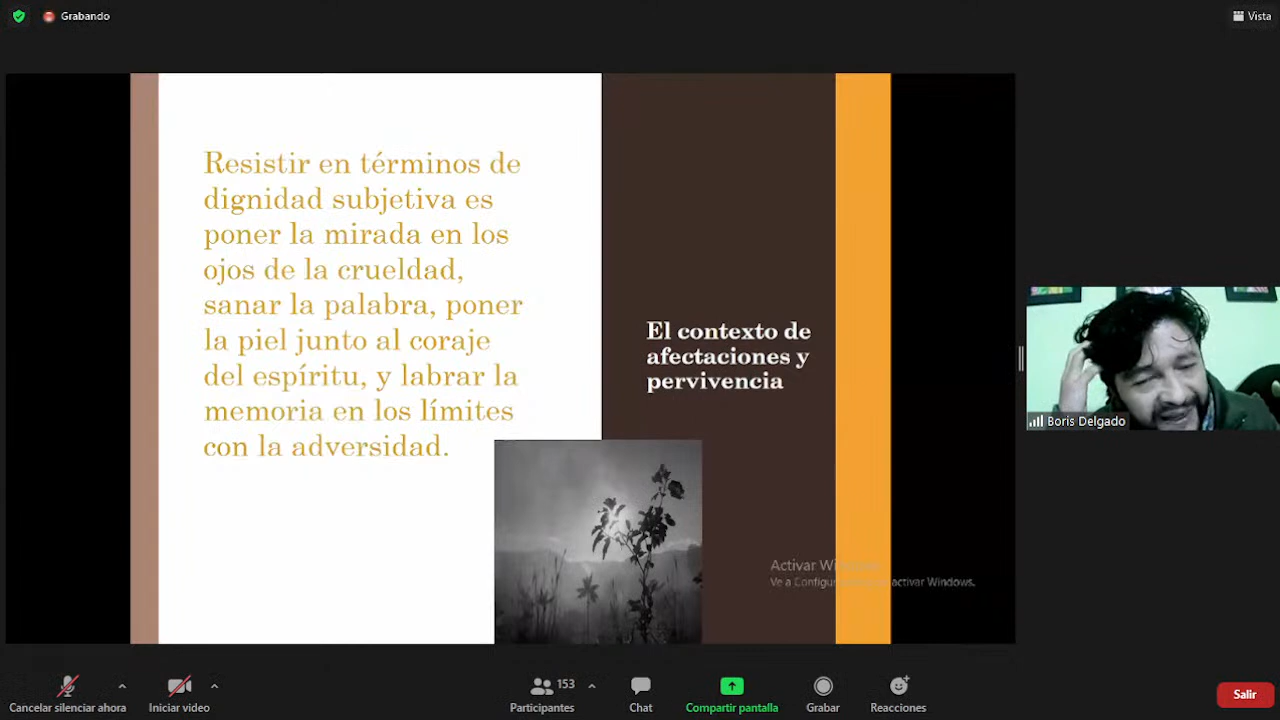 Grabando
Vista
Resistir en términos de
dignidad subjetiva es
poner la mirada en los
ojos de la crueldad,
sanar la palabra, poner
la piel junto al coraje
del espíritu, y labrar la
memoria en los límites
con la adversidad.
El contexto de
afectaciones y
pervivencia
Boris Delgado
Activar
Ve a activar Windows.
Cancelar silenciar ahora
Iniciar video
153
Participantes
Chat
Compartir pantalla
Grabar
Reacciones
Salir